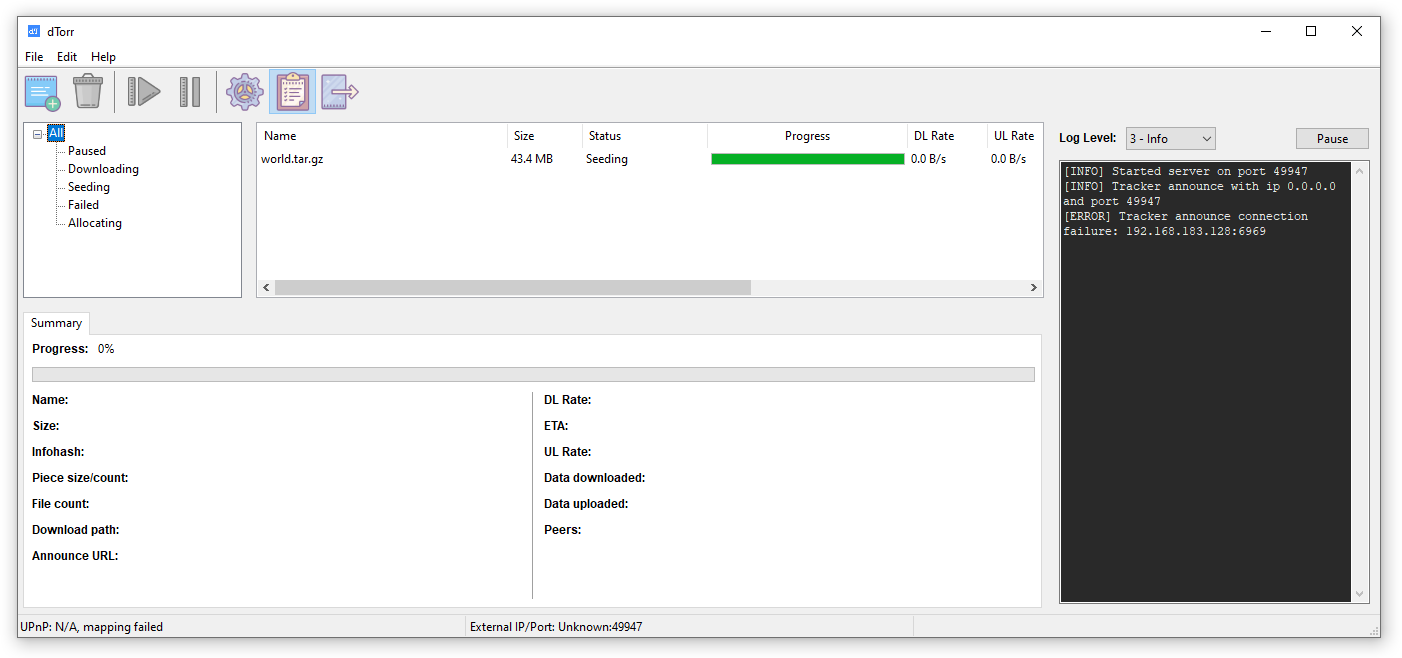 dTorr
File Edit Help
All
Paused
Downloading
Seeding
Failed
Allocating
Name Size Status Progress DL Rate UL Rate
world.tar.gz 43.4 MB Seeding 0.0 B/s 0.0 B/s
Log Level: 3 - Info Pause
[INFO] Started server on port 49947
[INFO] Tracker announce with ip 0.0.0.0
and port 49947
[ERROR] Tracker announce connection
failure: 192.168.183.128:6969
Summary
Progress: 0%
Name:
Size:
Infohash:
Piece size/count:
File count:
Download path:
Announce URL:
DL Rate:
ETA:
UL Rate:
Data downloaded:
Data uploaded:
Peers:
UPnP: N/A, mapping failed
External IP/Port: Unknown:49947